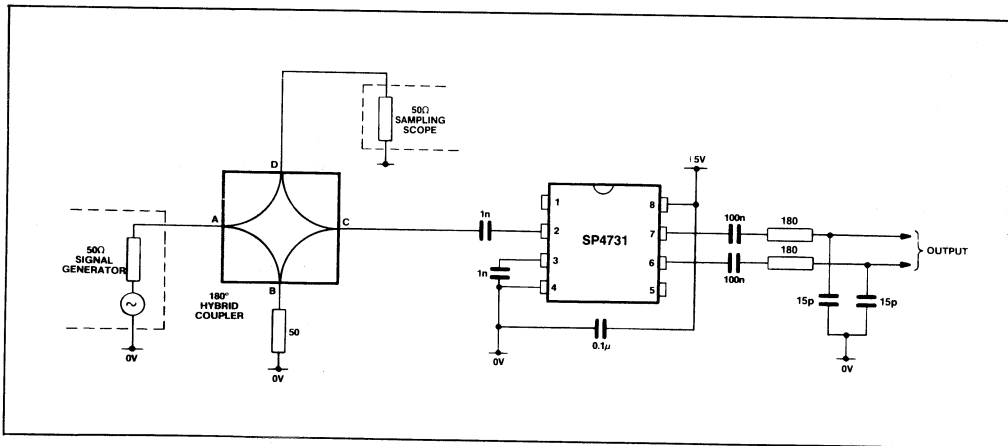 50Ω
SAMPLING
SCOPE
D
A
C
B
50Ω
SIGNAL
GENERATOR
180°
HYBRID
COUPLER
50
0V
0V
1n
1n
1
2
3
4
SP4731
8
7
6
5
5V
100n
100n
180
180
OUTPUT
15p
15p
0.1μ
0V
0V